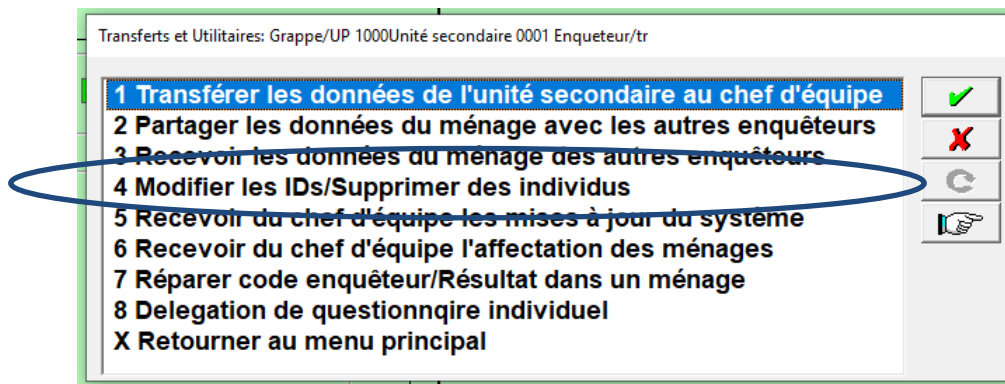 Transferts et Utilitaires: Grappe/UP 1000Unité secondaire 0001 Enqueteur/tr
1 Transférer les données de l'unité secondaire au chef d'équipe
2 Partager les données du ménage avec les autres enquêteurs
3 Recevoir les données du ménage des autres enquêteurs
4 Modifier les IDs/Supprimer des individus
5 Recevoir du chef d'équipe les mises à jour du système
6 Recevoir du chef d'équipe l'affectation des ménages
7 Réparer code enquêteur/Résultat dans un ménage
8 Delegation de questionnqire individuel
X Retourner au menu principal